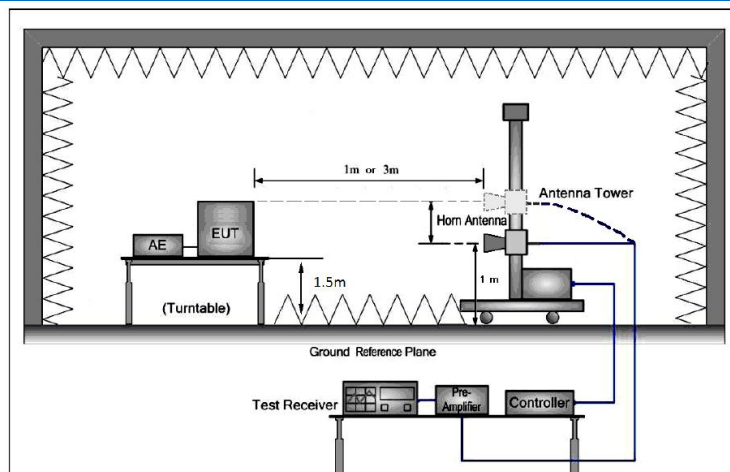 1m or 3m
Antenna Tower
Horn Antenna
EUT
AE
1.5m
1 m
(Turntable)
Ground Reference Plane
Test Receiver
Pre-
Amplifier
Controller